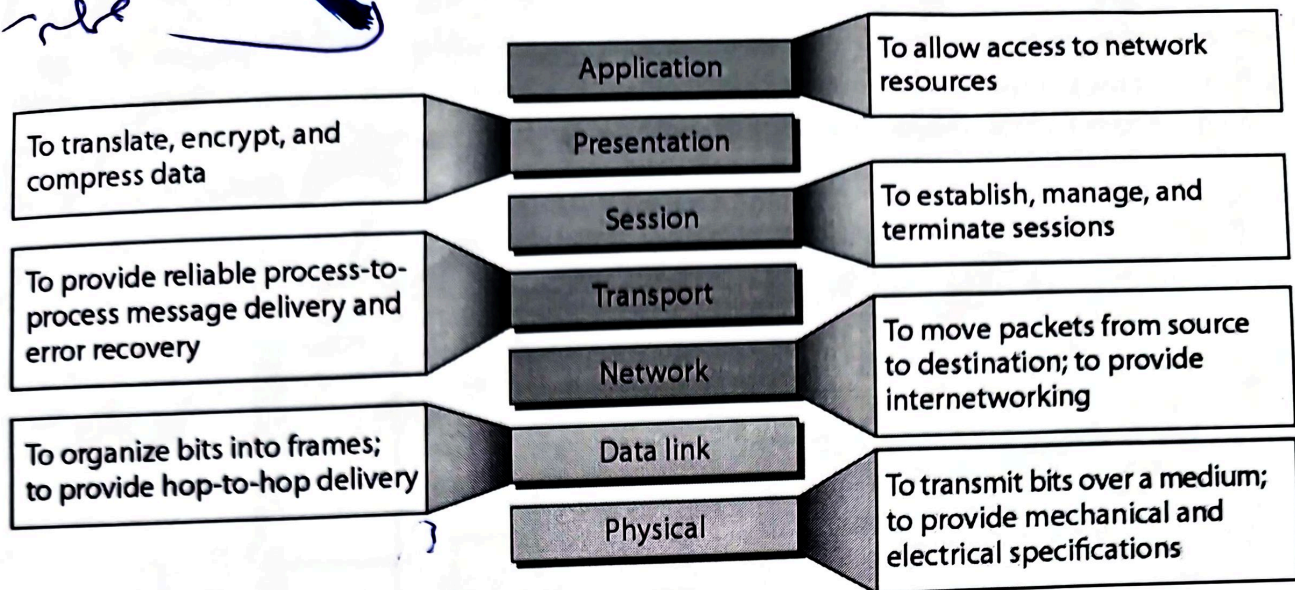 Application
To allow access to network
resources
To translate, encrypt, and
compress data
Presentation
Session
To establish, manage, and
terminate sessions
To provide reliable process-to-
process message delivery and
error recovery
Transport
Network
To move packets from source
to destination; to provide
internetworking
To organize bits into frames;
to provide hop-to-hop delivery
Data link
Physical
To transmit bits over a medium;
to provide mechanical and
electrical specifications